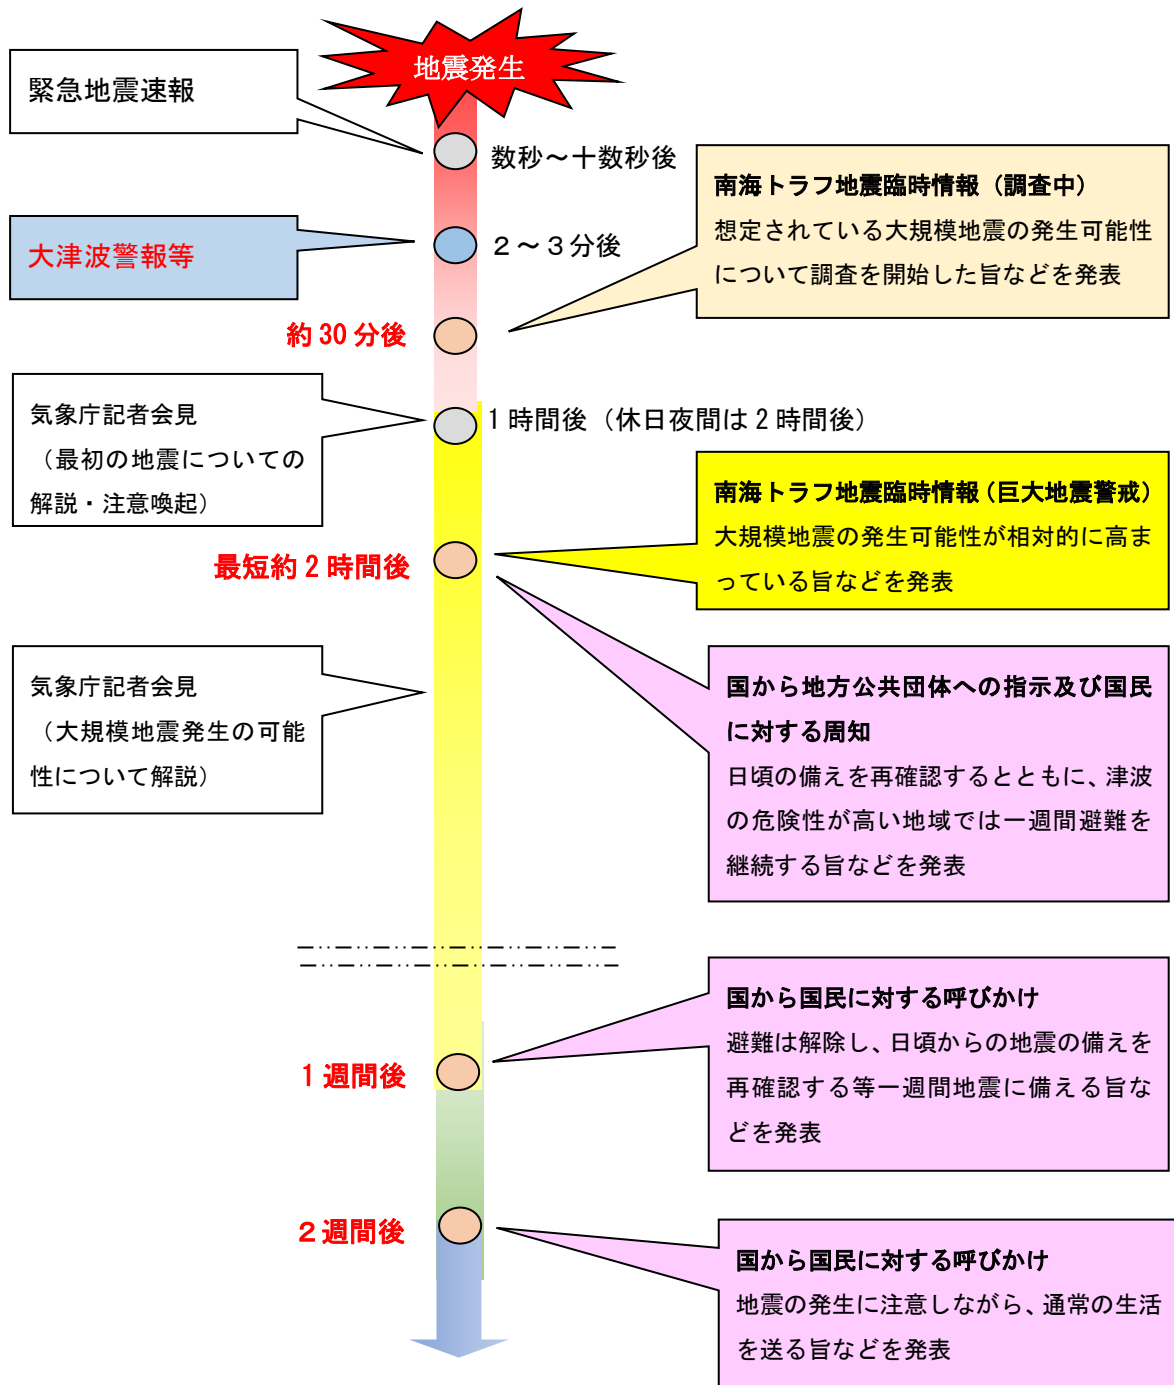 地震発生
緊急地震速報
数秒～十数秒後
南海トラフ地震臨時情報（調査中）
想定されている大規模地震の発生可能性
について調査を開始した旨などを発表
大津波警報等
２～３分後
約30分後
気象庁記者会見
（最初の地震についての
解説・注意喚起）
１時間後（休日夜間は２時間後）
南海トラフ地震臨時情報（巨大地震警戒）
大規模地震の発生可能性が相対的に高ま
っている旨などを発表
最短約２時間後
国から地方公共団体への指示及び国民
に対する周知
日頃の備えを再確認するとともに、津波
の危険性が高い地域では一週間避難を
継続する旨などを発表
気象庁記者会見
（大規模地震発生の可能
性について解説）
国から国民に対する呼びかけ
避難は解除し、日頃からの地震の備えを
再確認する等一週間地震に備える旨な
どを発表
１週間後
２週間後
国から国民に対する呼びかけ
地震の発生に注意しながら、通常の生活
を送る旨などを発表